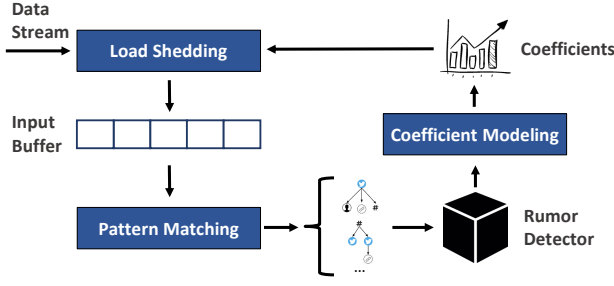 Data
Stream
Load Shedding
Coefficients
Input
Buffer
Coefficient Modeling
Pattern Matching
#
#
...
Rumor
Detector